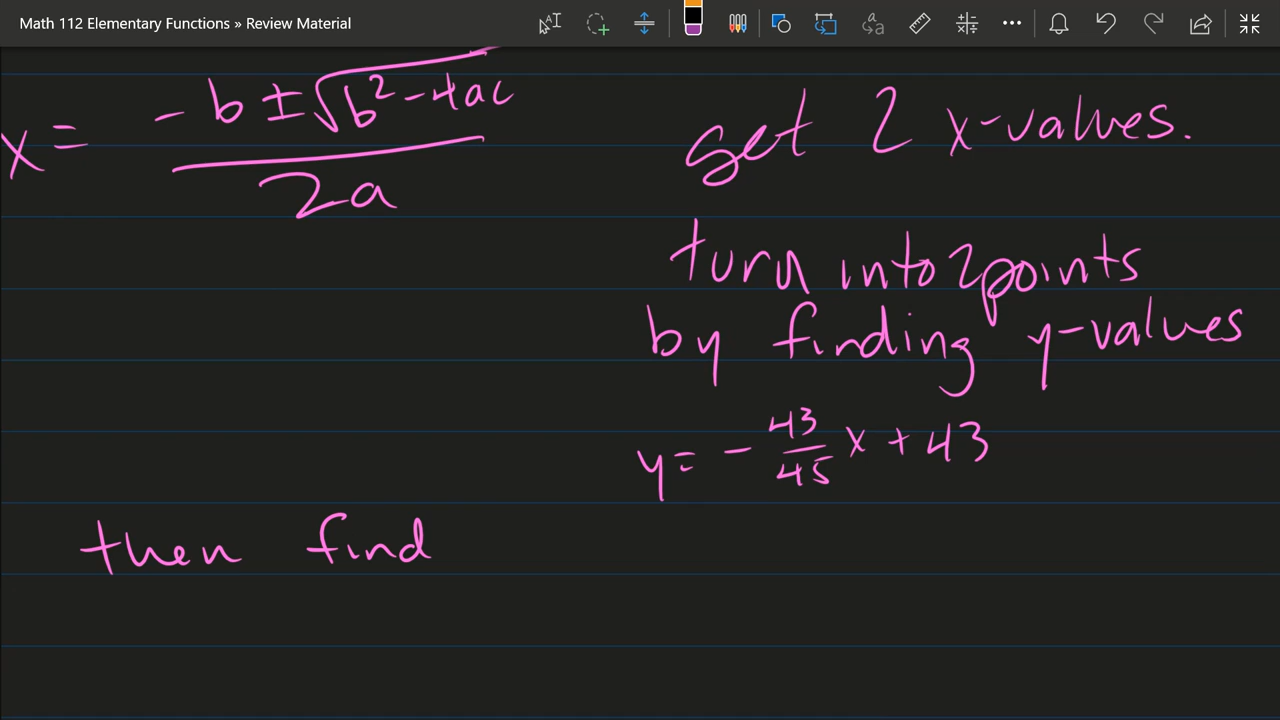 Math 112 Elementary Functions » Review Material
x = -b ± √b² - 4ac / 2a
get 2 x-values.
turn into 2 points
by finding y-values
y = - 43/45 x + 43
then find